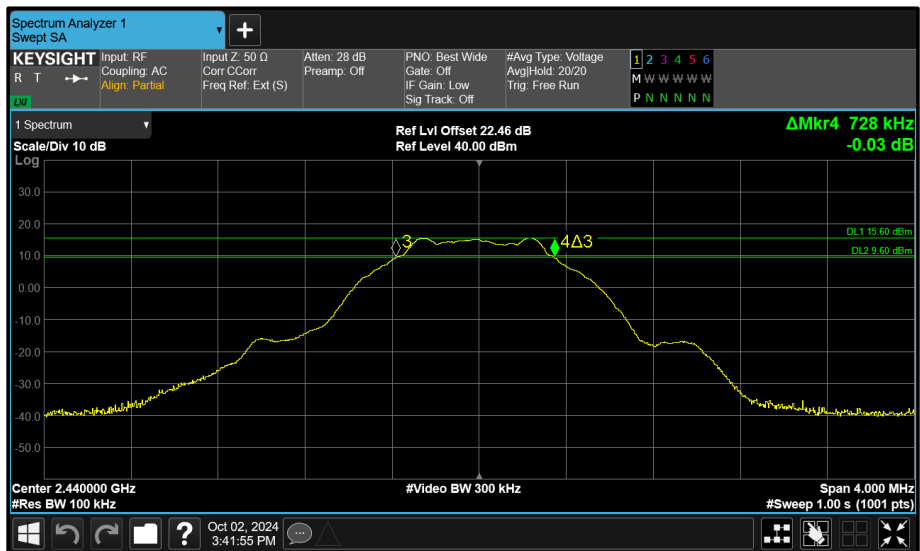 Spectrum Analyzer 1
Swept SA
+
KEYSIGHT
R T
LXI
Input: RF
Coupling: AC
Align: Partial
Input Z: 50 Ω
Corr CCorr
Freq Ref: Ext (S)
Atten: 28 dB
Preamp: Off
PNO: Best Wide
Gate: Off
IF Gain: Low
Sig Track: Off
#Avg Type: Voltage
Avg|Hold: 20/20
Trig: Free Run
1 2 3 4 5 6
M W W W W W
P N N N N N
1 Spectrum
Scale/Div 10 dB
Log
Ref Lvl Offset 22.46 dB
Ref Level 40.00 dBm
ΔMkr4 728 kHz
-0.03 dB
30.0
20.0
10.0
0.00
-10.0
-20.0
-30.0
-40.0
-50.0
3
4Δ3
DL1 15.60 dBm
DL2 9.60 dBm
Center 2.440000 GHz
#Res BW 100 kHz
#Video BW 300 kHz
Span 4.000 MHz
#Sweep 1.00 s (1001 pts)
?
Oct 02, 2024
3:41:55 PM